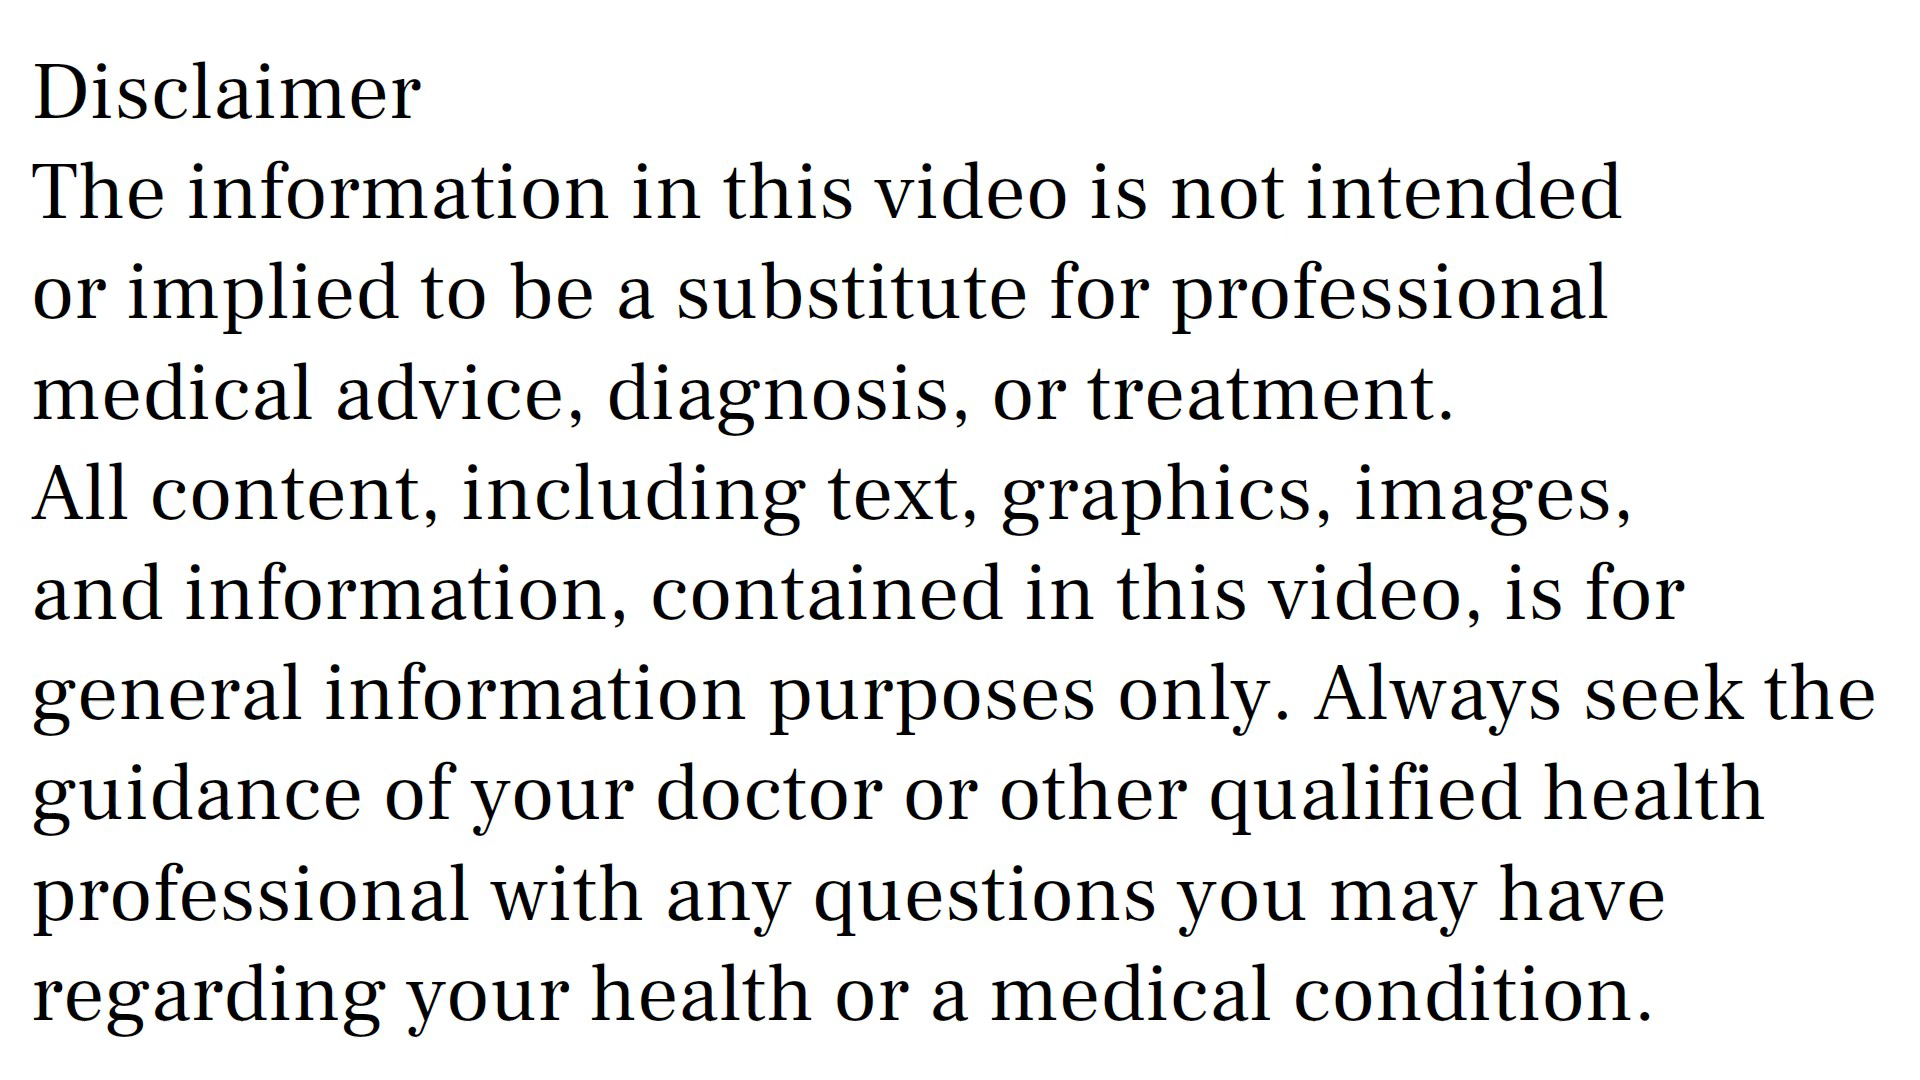 Disclaimer
The information in this video is not intended
or implied to be a substitute for professional
medical advice, diagnosis, or treatment.
All content, including text, graphics, images,
and information, contained in this video, is for
general information purposes only. Always seek the
guidance of your doctor or other qualified health
professional with any questions you may have
regarding your health or a medical condition.